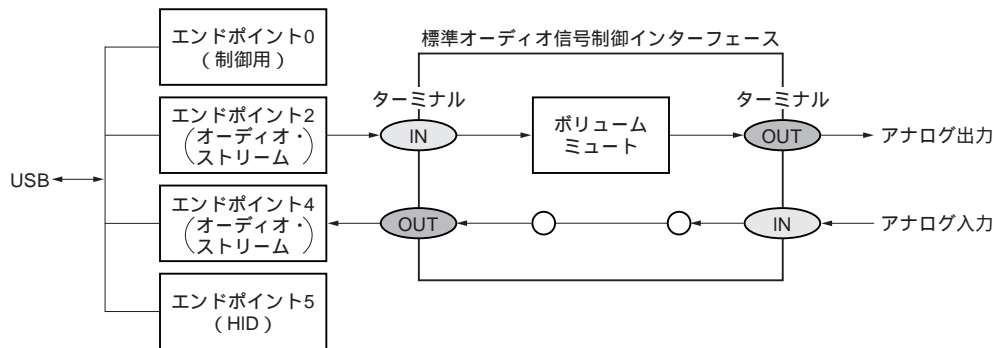 エンドポイント0
(制御用)
標準オーディオ信号制御インターフェース
ターミナル
ターミナル
エンドポイント2
(オーディオ・
ストリーム)
IN
ボリューム
ミュート
OUT
アナログ出力
USB
エンドポイント4
(オーディオ・
ストリーム)
OUT
IN
アナログ入力
エンドポイント5
(HID)